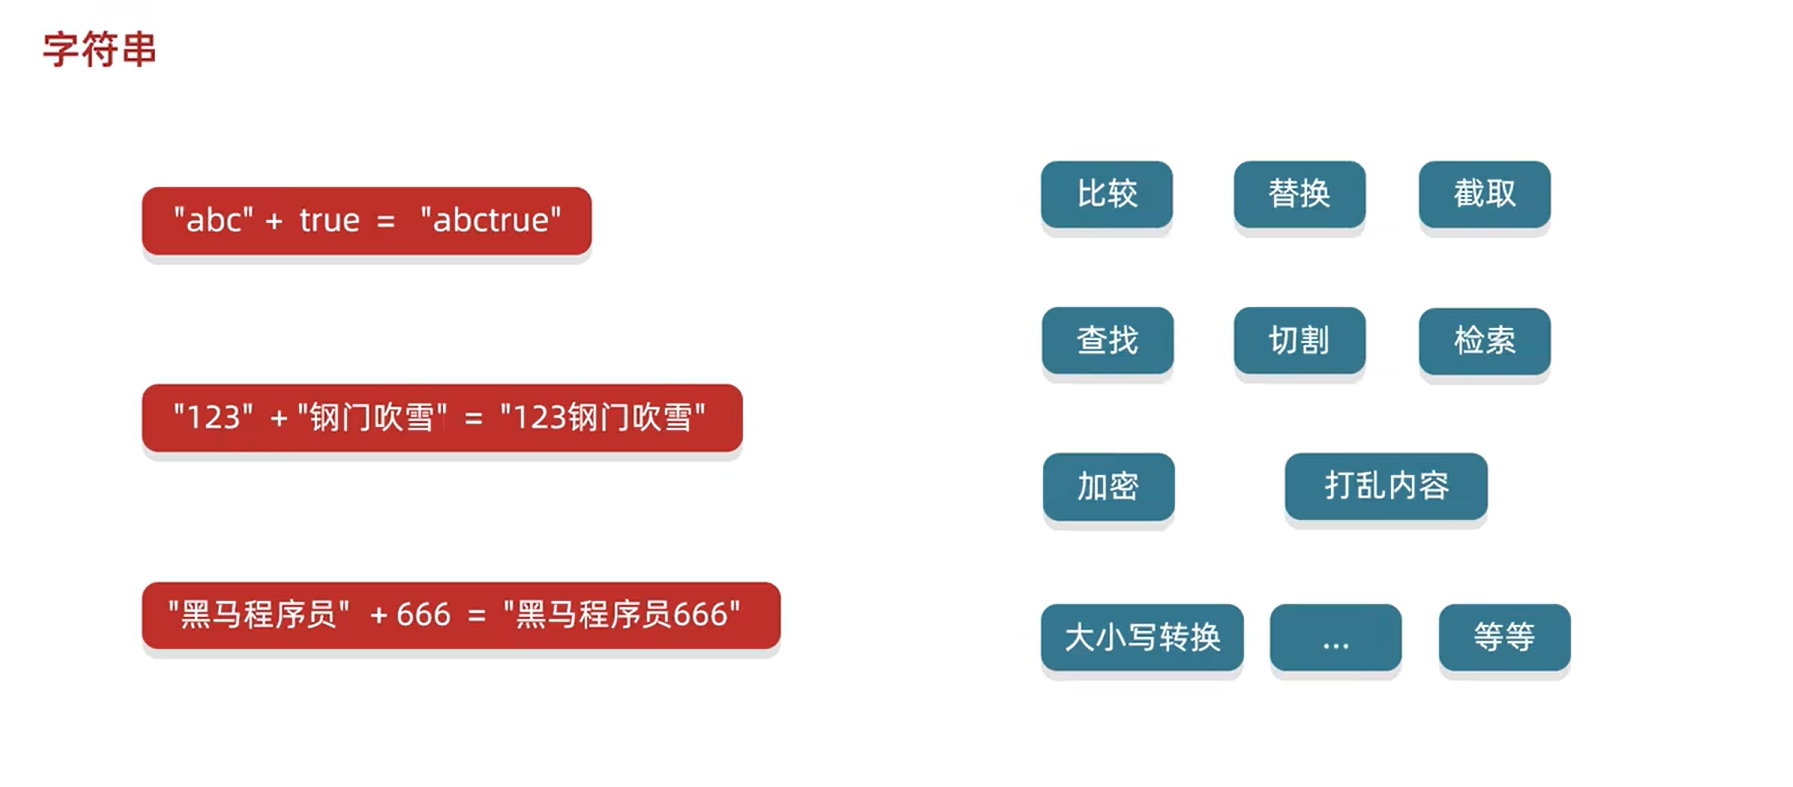 字符串
"abc" + true = "abctrue"
"123" + "钢门吹雪" = "123钢门吹雪"
"黑马程序员" + 666 = "黑马程序员666"
比较 替换 截取
查找 切割 检索
加密 打乱内容
大小写转换 ... 等等